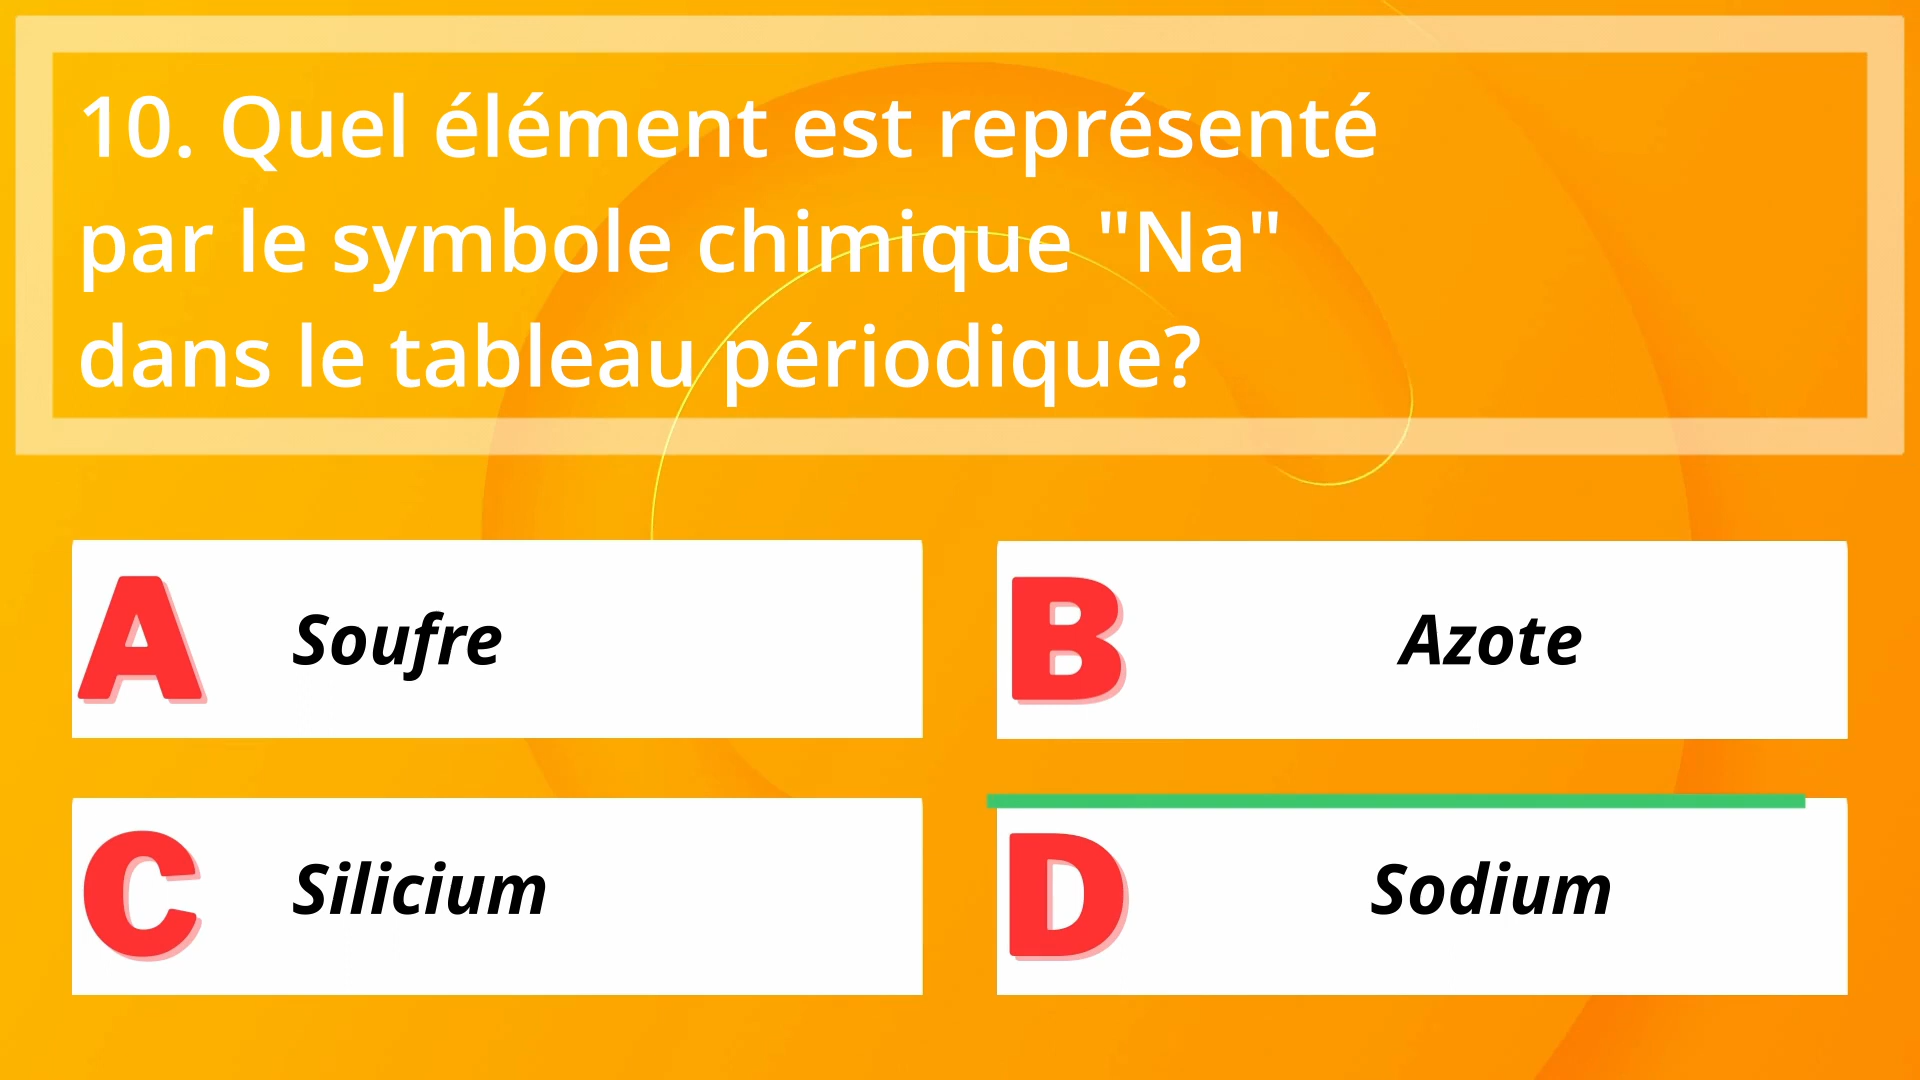 10. Quel élément est représenté
par le symbole chimique "Na"
dans le tableau périodique?
A Soufre
B Azote
C Silicium
D Sodium